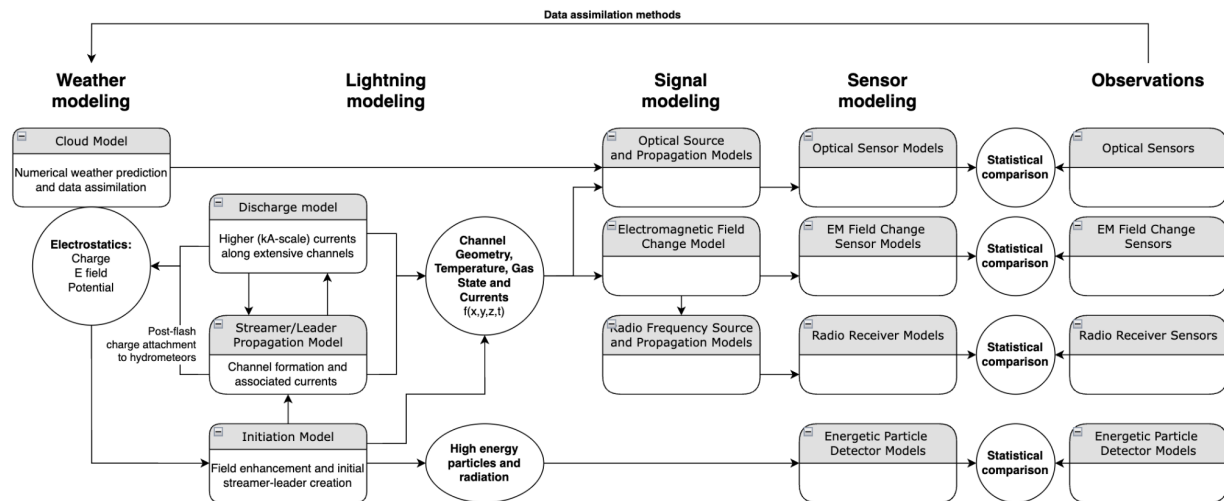 Data assimilation methods
Weather
modeling
Lightning
modeling
Signal
modeling
Sensor
modeling
Observations
Cloud Model
Numerical weather prediction
and data assimilation
Electrostatics:
Charge
E field
Potential
Post-flash
charge attachment
to hydrometeors
Discharge model
Higher (kA-scale) currents
along extensive channels
Streamer/Leader
Propagation Model
Channel formation and
associated currents
Initiation Model
Field enhancement and initial
streamer-leader creation
Channel
Geometry,
Temperature, Gas
State and
Currents
f(x,y,z,t)
High energy
particles and
radiation
Optical Source
and Propagation Models
Electromagnetic Field
Change Model
Radio Frequency Source
and Propagation Models
Optical Sensor Models
EM Field Change
Sensor Models
Radio Receiver Models
Energetic Particle
Detector Models
Statistical
comparison
Statistical
comparison
Statistical
comparison
Statistical
comparison
Optical Sensors
EM Field Change
Sensors
Radio Receiver Sensors
Energetic Particle
Detector Models